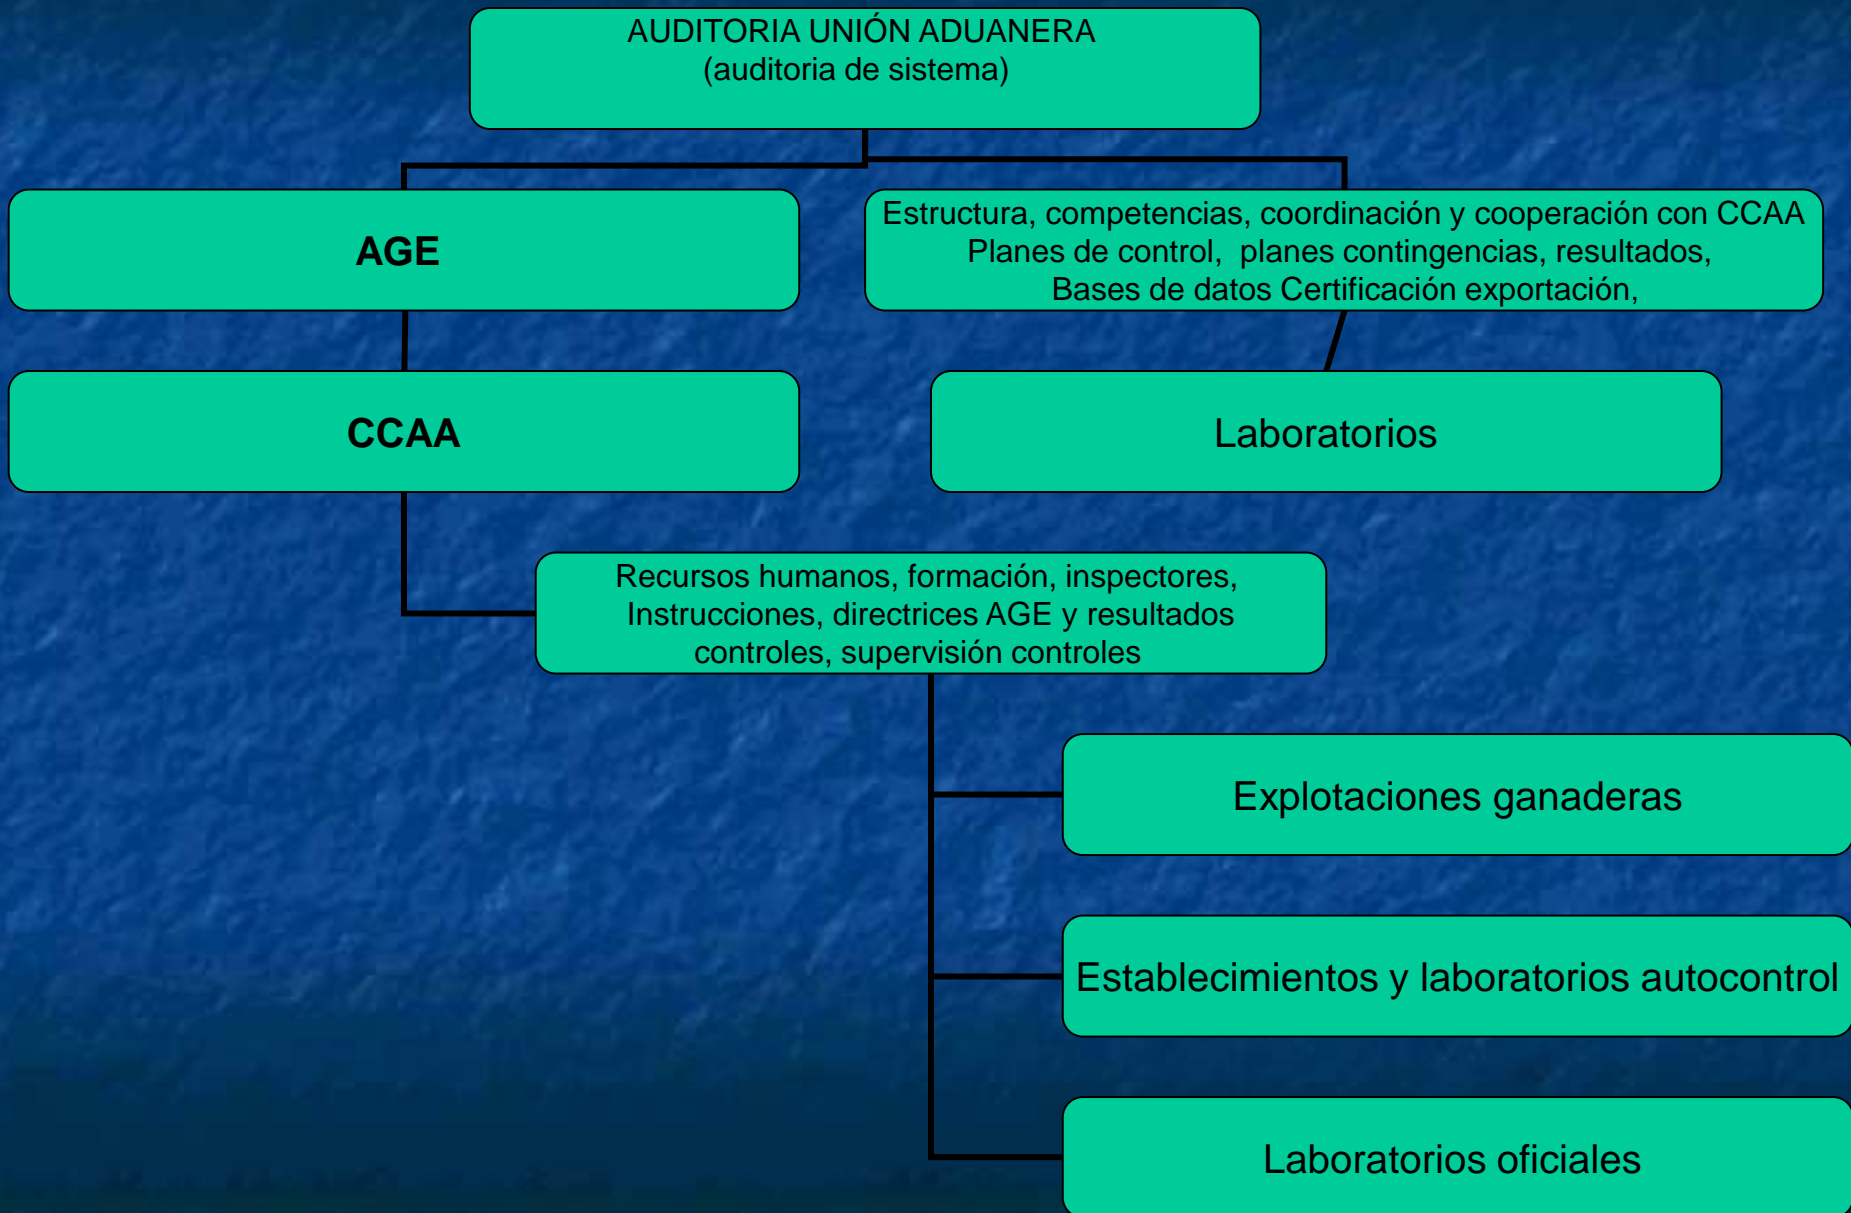 AUDITORIA UNIÓN ADUANERA
(auditoria de sistema)
AGE
Estructura, competencias, coordinación y cooperación con CCAA
Planes de control, planes contingencias, resultados,
Bases de datos Certificación exportación,
CCAA
Laboratorios
Recursos humanos, formación, inspectores,
Instrucciones, directrices AGE y resultados
controles, supervisión controles
Explotaciones ganaderas
Establecimientos y laboratorios autocontrol
Laboratorios oficiales